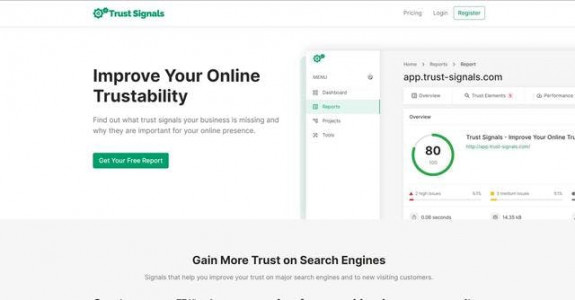 Trust Signals
Pricing Login Register
Improve Your Online
Trustability
Find out what trust signals your business is missing and
why they are important for your online presence.
Get Your Free Report
MENU
Dashboard
Reports
Projects
Tools
Home > Reports > Report
app.trust-signals.com
Overview Trust Elements Performance
Overview
80
Trust Signals - Improve Your Online Tru
http://app.trust-signals.com/
2 high issues
3 medium issues
0.08 seconds
14.35 kB
Gain More Trust on Search Engines
Signals that help you improve your trust on major search engines and to new visiting customers.